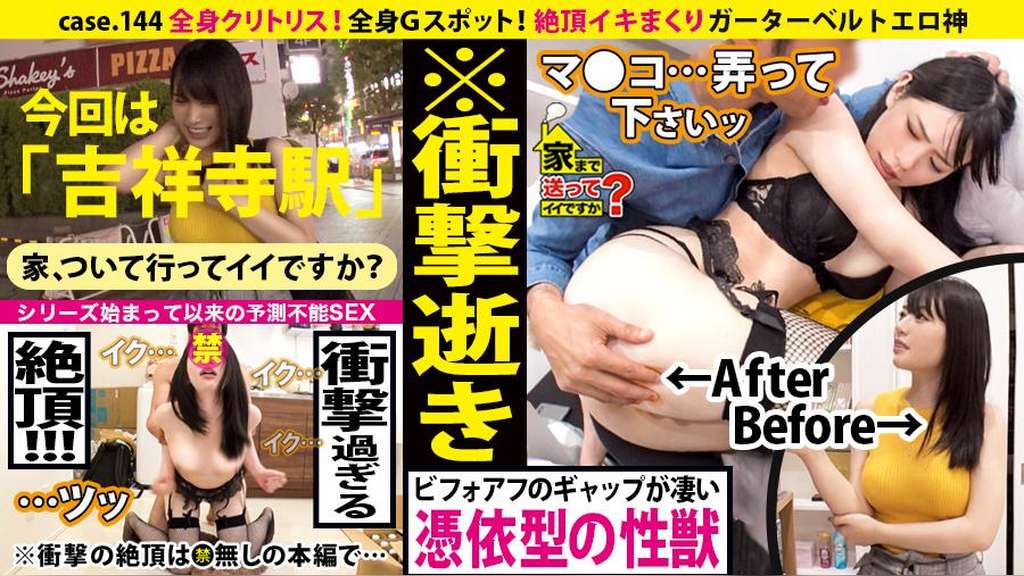 case.144 全身クリトリス！全身Gスポット！絶頂イキまくりガーターベルトエロ神
Shakey's
PIZZA
今回は
「吉祥寺駅」
家、ついて行ってイイですか？
シリーズ始まって以来の予測不能SEX
禁
イク…
イク…
イク…
絶頂!!!
衝撃過ぎる
…ツッ
※衝撃の絶頂は禁無しの本編で…
※衝撃逝き
マ●コ…弄って
下さいッ
家まで
送って
イイですか
?
←After
Before→
ビフォアフのギャップが凄い
憑依型の性獣